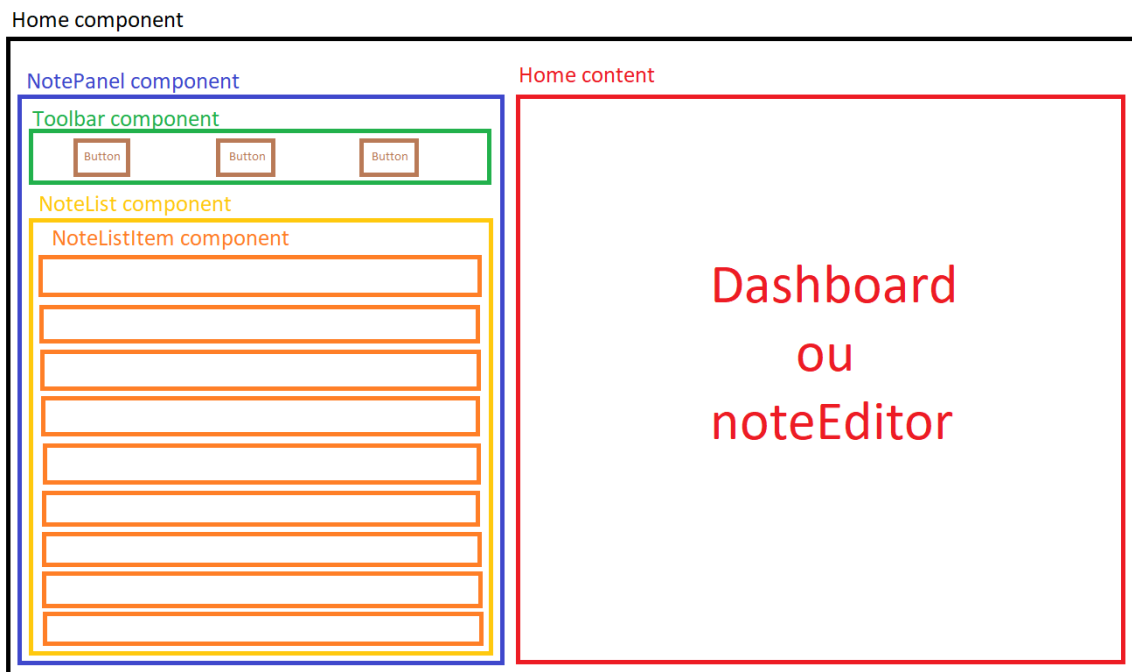 Home component
NotePanel component
Toolbar component
Button
Button
Button
NoteList component
NoteListItem component
Home content
Dashboard
ou
noteEditor